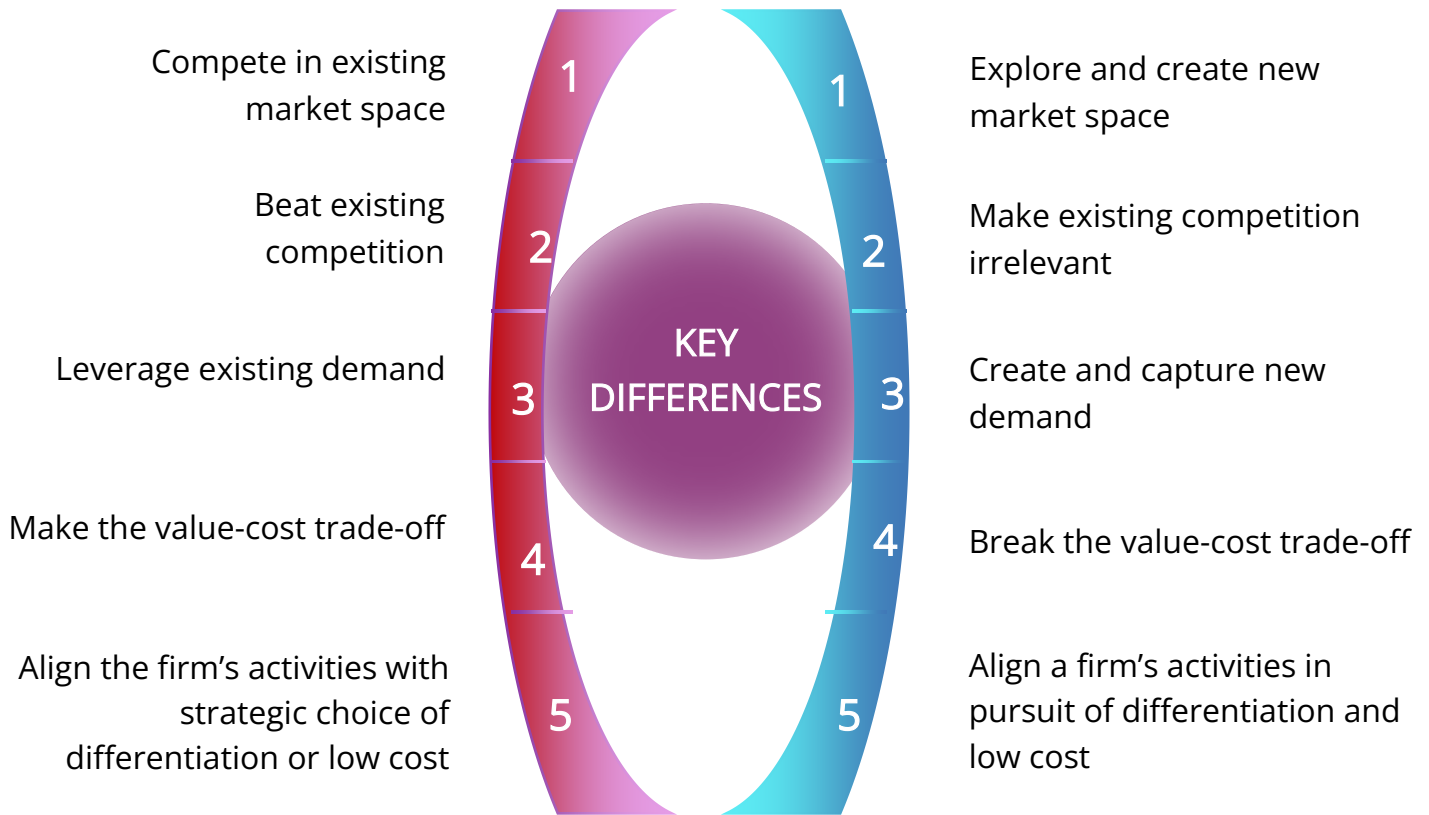 Compete in existing
market space
1
Beat existing
competition
2
Leverage existing demand
3
Make the value-cost trade-off
4
Align the firm’s activities with
strategic choice of
differentiation or low cost
5
KEY
DIFFERENCES
1
Explore and create new
market space
2
Make existing competition
irrelevant
3
Create and capture new
demand
4
Break the value-cost trade-off
5
Align a firm’s activities in
pursuit of differentiation and
low cost